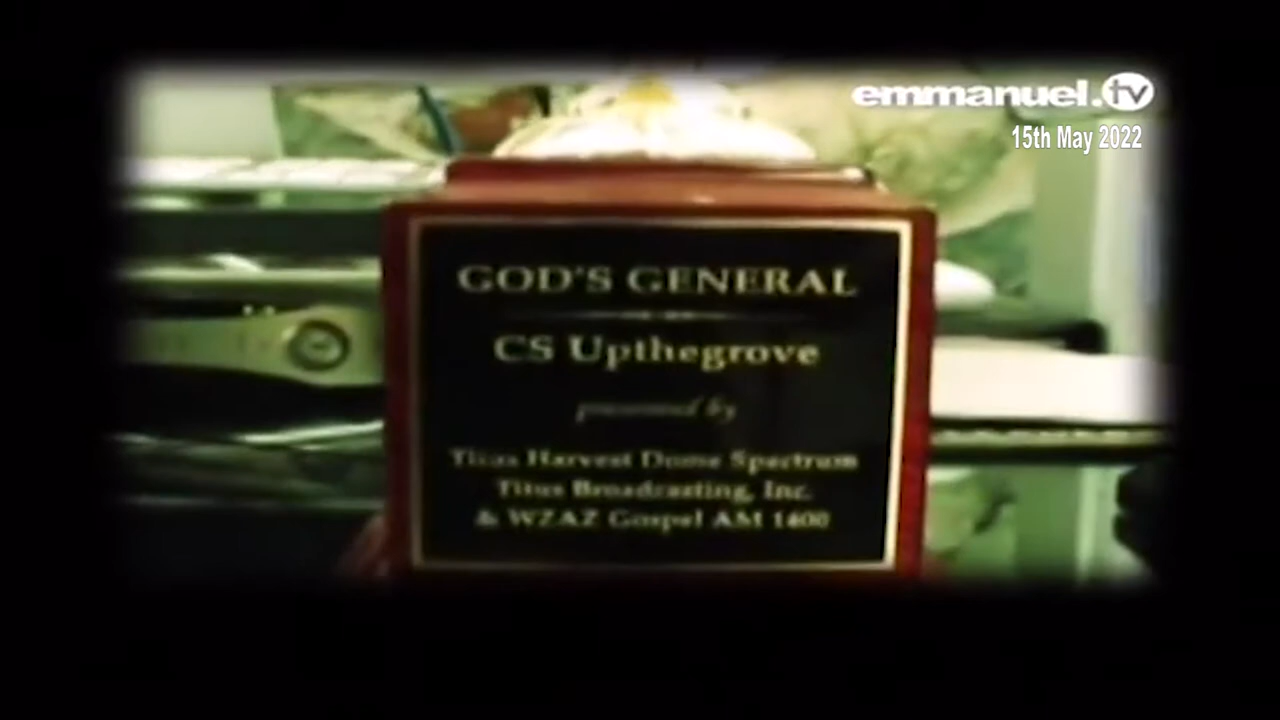 emmanuel.tv
15th May 2022
GOD'S GENERAL
CS Upthegrove
presented by
Titus Harvest Dome Spectrum
Titus Broadcasting, Inc.
& WZAZ Gospel AM 1400